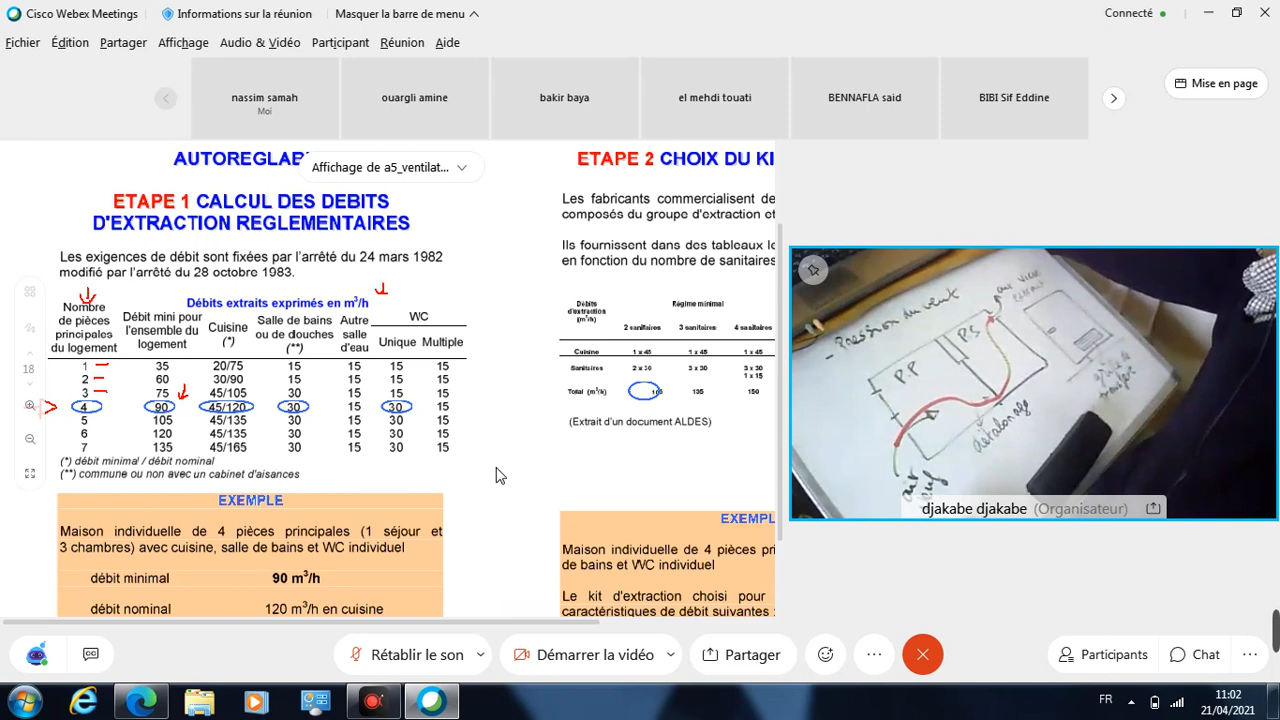 Cisco Webex Meetings
Informations sur la réunion
Masquer la barre de menu
Connecté
Fichier Édition Partager Affichage Audio & Vidéo Participant Réunion Aide
nassim samah
Moi
ouargli amine
bakir baya
el mehdi touati
BENNAFLA said
BIBI Sif Eddine
Mise en page
Affichage de a5_ventilat...
ETAPE 1 CALCUL DES DEBITS
D'EXTRACTION REGLEMENTAIRES
Les exigences de débit sont fixées par l'arrêté du 24 mars 1982
modifié par l'arrêté du 28 octobre 1983.
Débits extraits exprimés en m³/h
Nombre de pièces principales du logement
Débit mini pour l'ensemble du logement
Cuisine (*)
Salle de bains ou de douches (**)
Autre salle d'eau
WC
Unique Multiple
1 35 20/75 15 15 15 15
2 60 30/90 15 15 15 15
3 75 45/105 30 15 15 15
4 90 45/120 30 15 30 15
5 105 45/135 30 15 30 15
6 120 45/135 30 15 30 15
7 135 45/165 30 15 30 15
(*) débit minimal / débit nominal
(**) commune ou non avec un cabinet d'aisances
EXEMPLE
Maison individuelle de 4 pièces principales (1 séjour et
3 chambres) avec cuisine, salle de bains et WC individuel
débit minimal 90 m³/h
débit nominal 120 m³/h en cuisine
ETAPE 2 CHOIX DU KI
Les fabricants commercialisent de
composés du groupe d'extraction et
en fonction du nombre de sanitaires
Débits d'extraction (m³/h)
Régime minimal
2 sanitaires 3 sanitaires 4 sanitaires
Cuisine 1 x 45 1 x 45 1 x 45
Sanitaires 2 x 30 3 x 30 3 x 30
1 x 15
Total (m³/h) 135 150
(Extrait d'un document ALDES)
EXEMPL
Maison individuelle de 4 pièces pri
de bains et WC individuel
Le kit d'extraction choisi pour
caractéristiques de débit suivantes :
PP
PS
djakabe djakabe (Organisateur)
18
Rétablir le son
Démarrer la vidéo
Partager
Participants
Chat
FR
11:02
21/04/2021